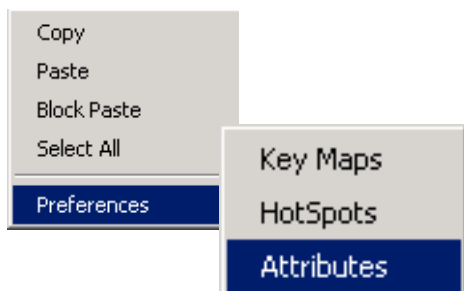 Copy
Paste
Block Paste
Select All
Preferences
Key Maps
HotSpots
Attributes